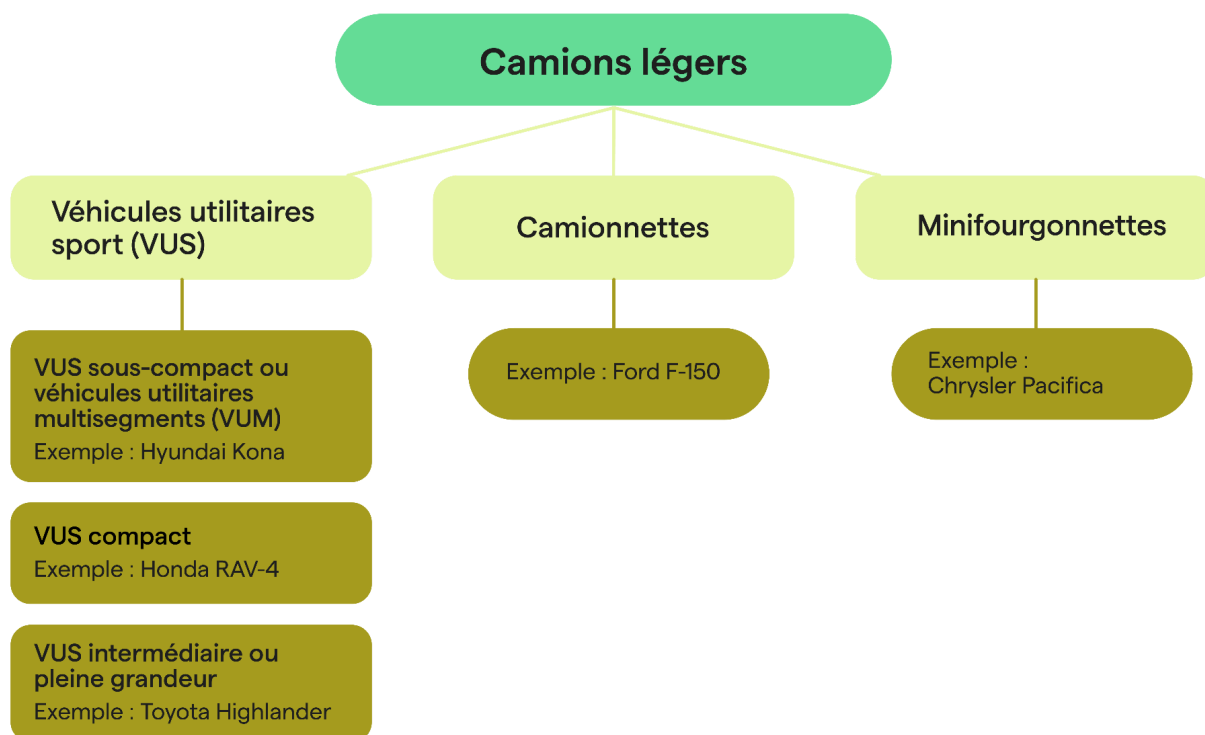 Camions légers
Véhicules utilitaires
sport (VUS)
Camionnettes
Minifourgonnettes
VUS sous-compact ou
véhicules utilitaires
multisegments (VUM)
Exemple : Hyundai Kona
Exemple : Ford F-150
Exemple :
Chrysler Pacifica
VUS compact
Exemple : Honda RAV-4
VUS intermédiaire ou
pleine grandeur
Exemple : Toyota Highlander